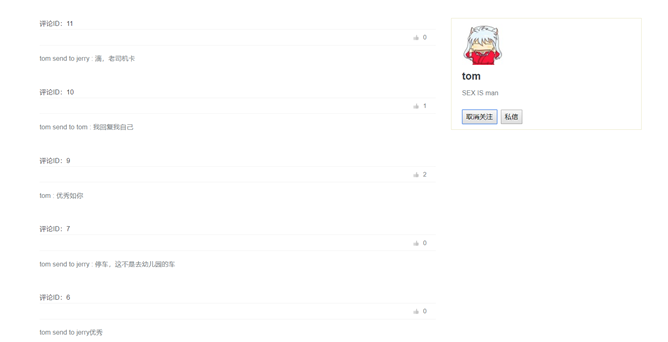 评论ID: 11
0
tom send to jerry : 滴，老司机卡
评论ID: 10
1
tom send to tom : 我回复我自己
评论ID: 9
2
tom : 优秀如你
评论ID: 7
0
tom send to jerry : 停车，这不是去幼儿园的车
评论ID: 6
0
tom send to jerry优秀
tom
SEX IS man
取消关注 私信